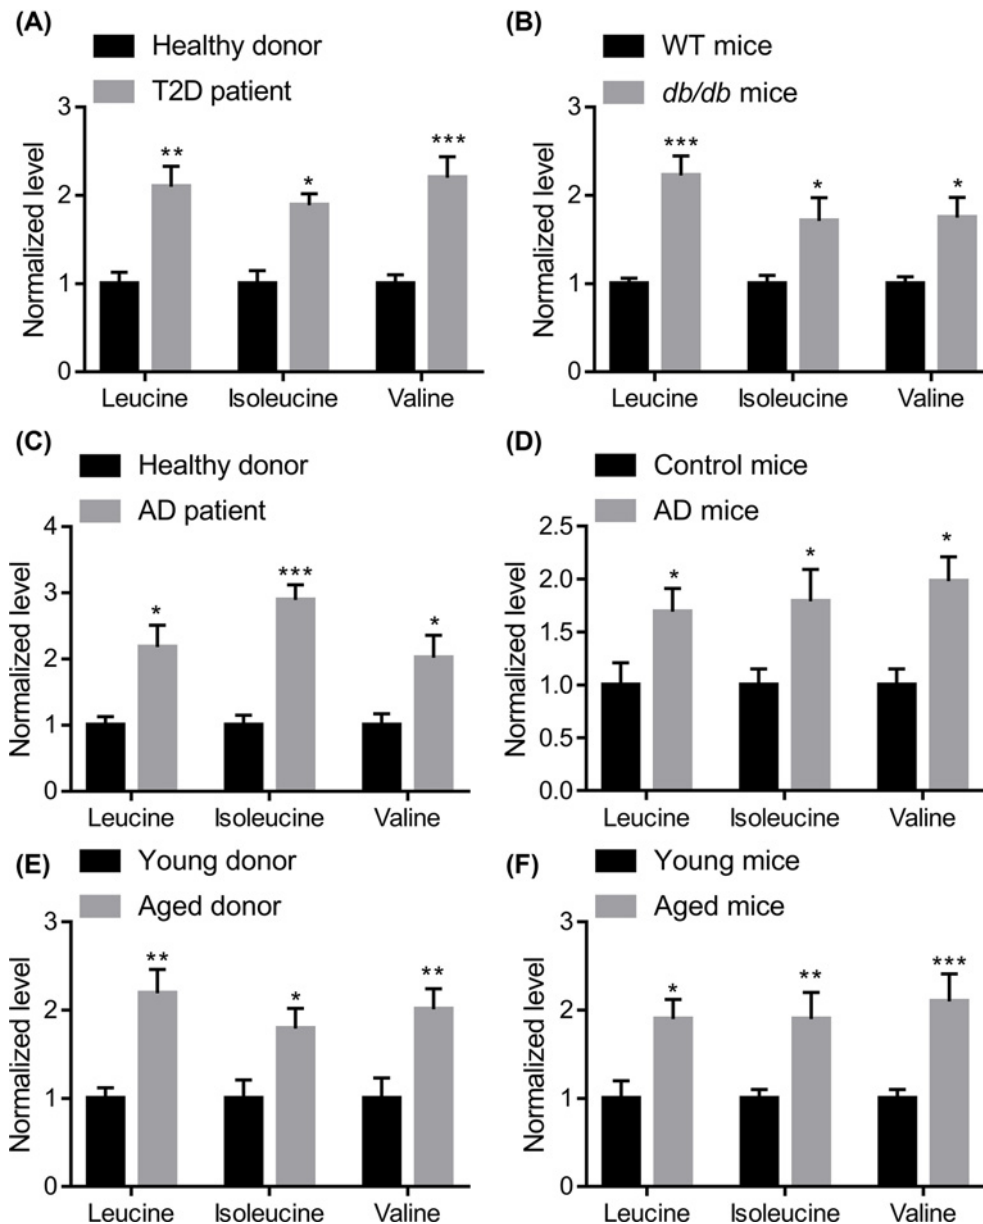 (A)
Healthy donor
T2D patient
Normalized level
3
2
1
0
**
*
***
Leucine Isoleucine Valine
(B)
WT mice
db/db mice
Normalized level
3
2
1
0
***
*
*
Leucine Isoleucine Valine
(C)
Healthy donor
AD patient
Normalized level
4
3
2
1
0
*
***
*
Leucine Isoleucine Valine
(D)
Control mice
AD mice
Normalized level
2.5
2.0
1.5
1.0
0.5
0.0
*
*
*
Leucine Isoleucine Valine
(E)
Young donor
Aged donor
Normalized level
3
2
1
0
**
*
**
Leucine Isoleucine Valine
(F)
Young mice
Aged mice
Normalized level
3
2
1
0
*
**
***
Leucine Isoleucine Valine